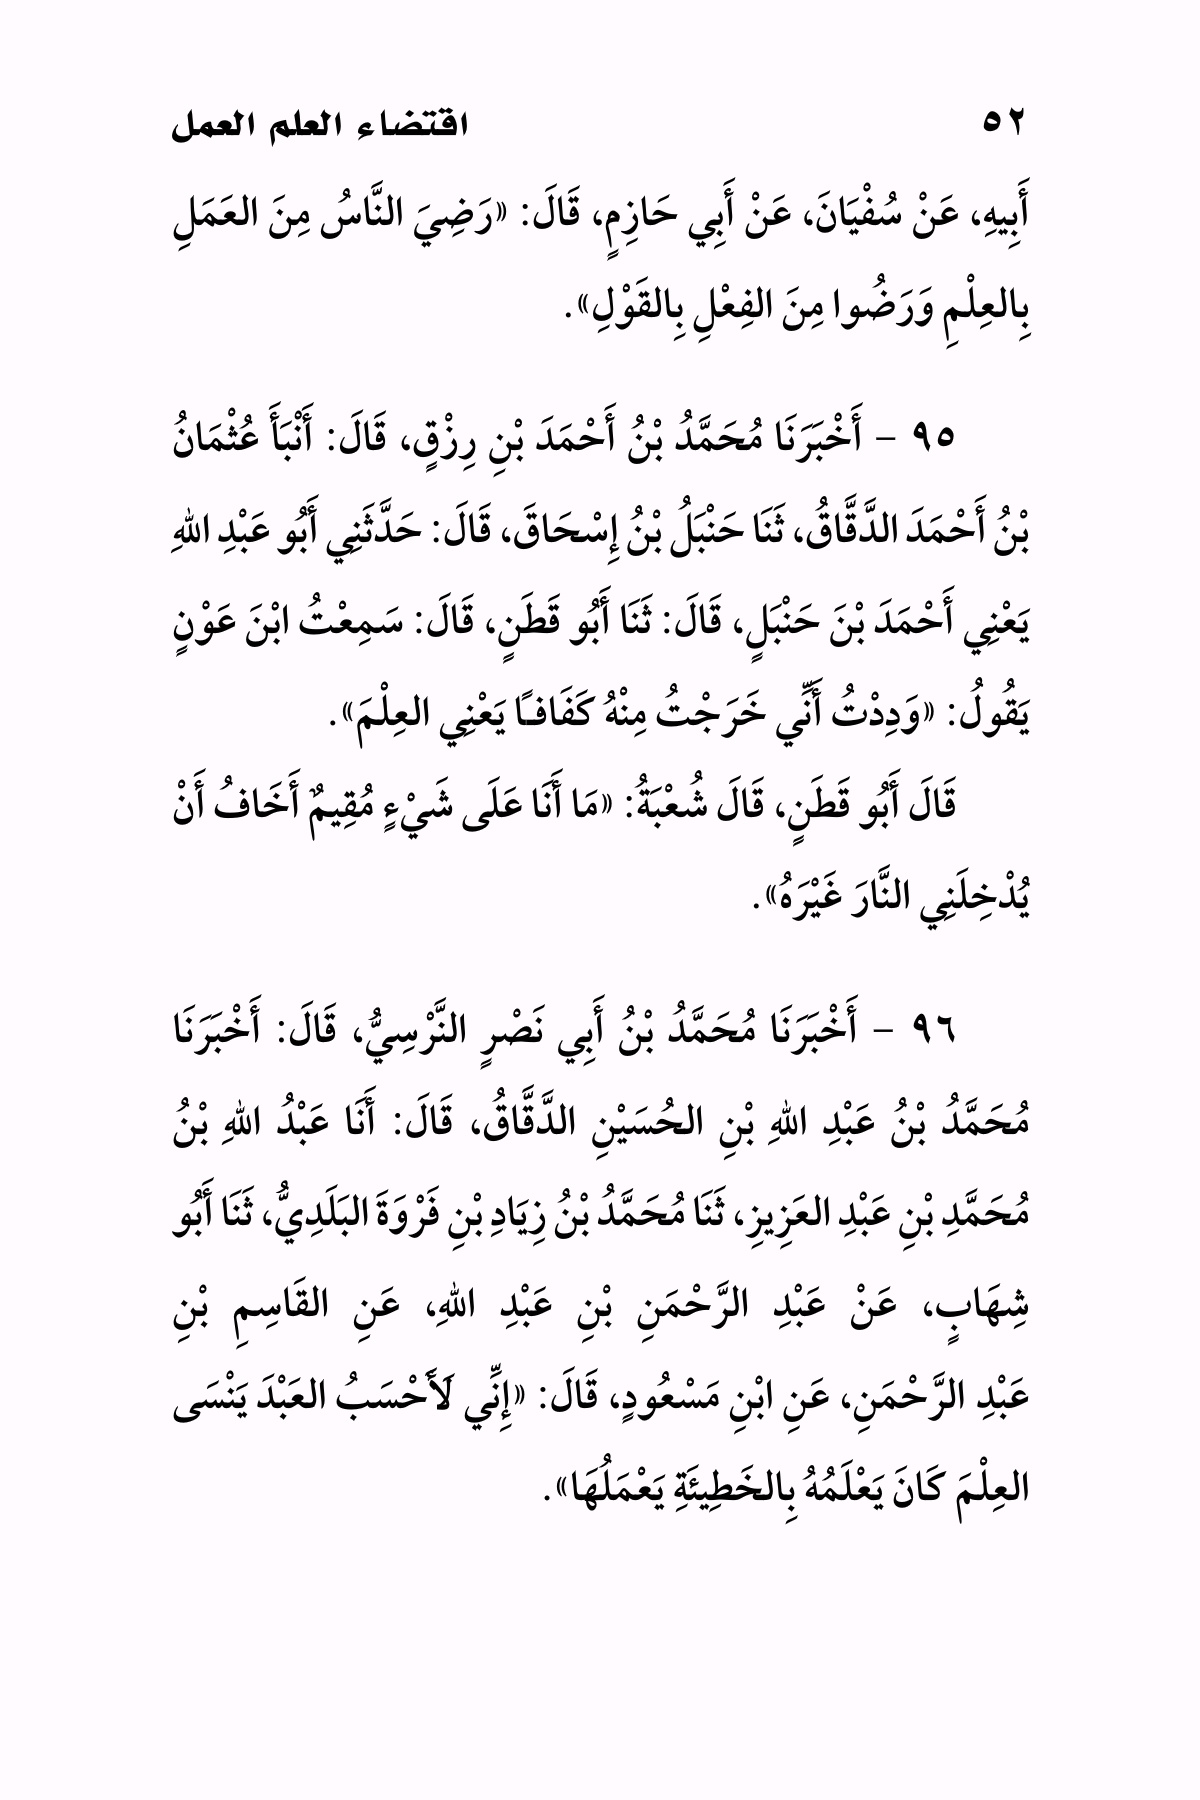 ٥٢ اقتضاء العلم العمل
أَبِيهِ، عَنْ سُفْيَانَ، عَنْ أَبِي حَازِمٍ، قَالَ: «رَضِيَ النَّاسُ مِنَ العَمَلِ
بِالعِلْمِ وَرَضُوا مِنَ الفِعْلِ بِالقَوْلِ».
٩٥ – أَخْبَرَنَا مُحَمَّدُ بْنُ أَحْمَدَ بْنِ رِزْقٍ، قَالَ: أَنْبَأَ عُثْمَانُ
بْنُ أَحْمَدَ الدَّقَّاقُ، ثَنَا حَنْبَلُ بْنُ إِسْحَاقَ، قَالَ: حَدَّثَنِي أَبُو عَبْدِ اللهِ
يَعْنِي أَحْمَدَ بْنَ حَنْبَلٍ، قَالَ: ثَنَا أَبُو قَطَنٍ، قَالَ: سَمِعْتُ ابْنَ عَوْنٍ
يَقُولُ: «وَدِدْتُ أَنِّي خَرَجْتُ مِنْهُ كَفَافًا يَعْنِي العِلْمَ».
قَالَ أَبُو قَطَنٍ، قَالَ شُعْبَةُ: «مَا أَنَا عَلَى شَيْءٍ مُقِيمٌ أَخَافُ أَنْ
يُدْخِلَنِي النَّارَ غَيْرَهُ».
٩٦ – أَخْبَرَنَا مُحَمَّدُ بْنُ أَبِي نَصْرٍ النَّرْسِيُّ، قَالَ: أَخْبَرَنَا
مُحَمَّدُ بْنُ عَبْدِ اللهِ بْنِ الحُسَيْنِ الدَّقَّاقُ، قَالَ: أَنَا عَبْدُ اللهِ بْنُ
مُحَمَّدِ بْنِ عَبْدِ العَزِيزِ، ثَنَا مُحَمَّدُ بْنُ زِيَادِ بْنِ فَرْوَةَ البَلَدِيُّ، ثَنَا أَبُو
شِهَابٍ، عَنْ عَبْدِ الرَّحْمَنِ بْنِ عَبْدِ اللهِ، عَنِ القَاسِمِ بْنِ
عَبْدِ الرَّحْمَنِ، عَنِ ابْنِ مَسْعُودٍ، قَالَ: «إِنِّي لَأَحْسَبُ العَبْدَ يَنْسَى
العِلْمَ كَانَ يَعْلَمُهُ بِالخَطِيئَةِ يَعْمَلُهَا».